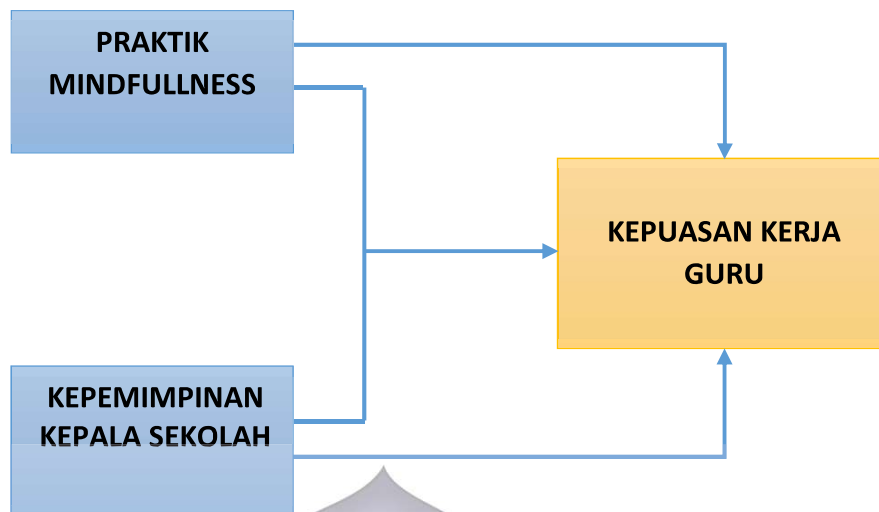 PRAKTIK
MINDFULLNESS
KEPUASAN KERJA
GURU
KEPEMIMPINAN
KEPALA SEKOLAH